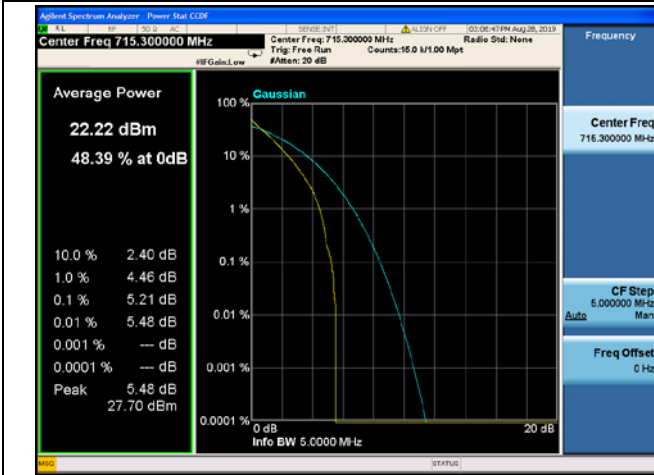 Agilent Spectrum Analyzer - Power Stat CCDF
RL RF 50 Ω AC SENSE:INT ALIGN OFF 03:06:47 PM Aug 28, 2019
Center Freq 715.300000 MHz
Center Freq: 715.300000 MHz Radio Std: None
Trig: Free Run Counts:15.0 k/1.00 Mpt
#IFGain:Low #Atten: 20 dB
Frequency
Average Power
22.22 dBm
48.39 % at 0dB
10.0 % 2.40 dB
1.0 % 4.46 dB
0.1 % 5.21 dB
0.01 % 5.48 dB
0.001 % --- dB
0.0001 % --- dB
Peak 5.48 dB
27.70 dBm
Gaussian
100 %
10 %
1 %
0.1 %
0.01 %
0.001 %
0.0001 %
0 dB 20 dB
Info BW 5.0000 MHz
Center Freq
715.300000 MHz
CF Step
5.000000 MHz
Auto Man
Freq Offset
0 Hz
MSG STATUS